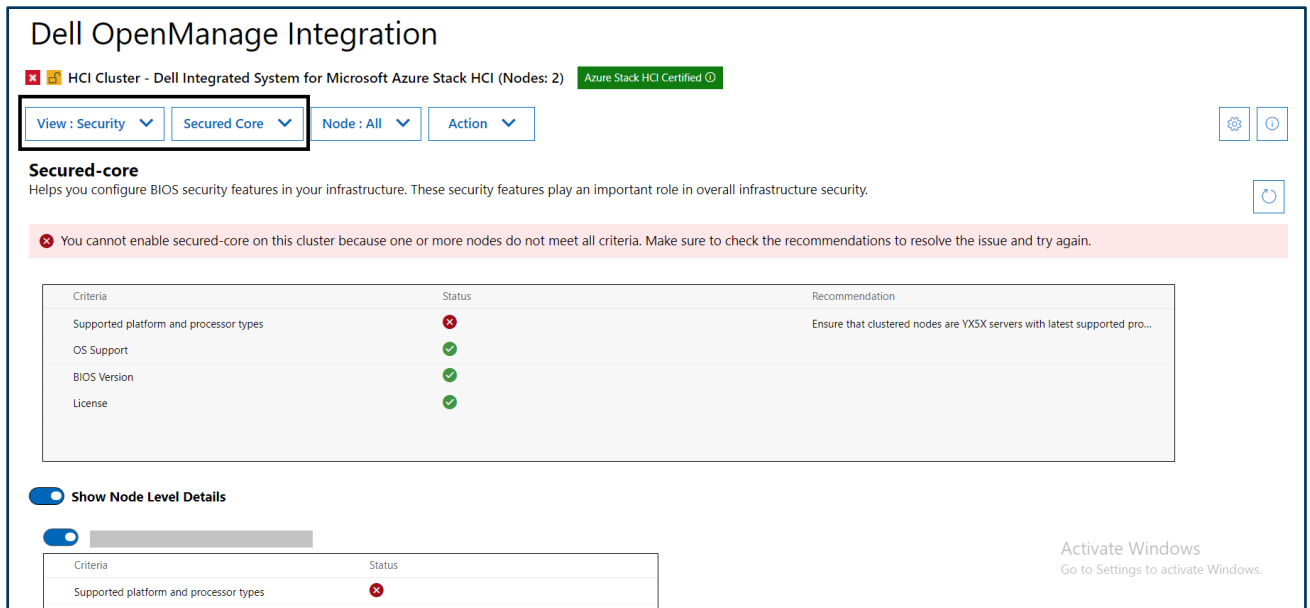 Dell OpenManage Integration
HCI Cluster - Dell Integrated System for Microsoft Azure Stack HCI (Nodes: 2) Azure Stack HCI Certified
View : Security Secured Core Node : All Action
Secured-core
Helps you configure BIOS security features in your infrastructure. These security features play an important role in overall infrastructure security.
You cannot enable secured-core on this cluster because one or more nodes do not meet all criteria. Make sure to check the recommendations to resolve the issue and try again.
Criteria Status Recommendation
Supported platform and processor types Ensure that clustered nodes are YX5X servers with latest supported pro...
OS Support
BIOS Version
License
Show Node Level Details
Criteria Status
Supported platform and processor types
Activate Windows
Go to Settings to activate Windows.